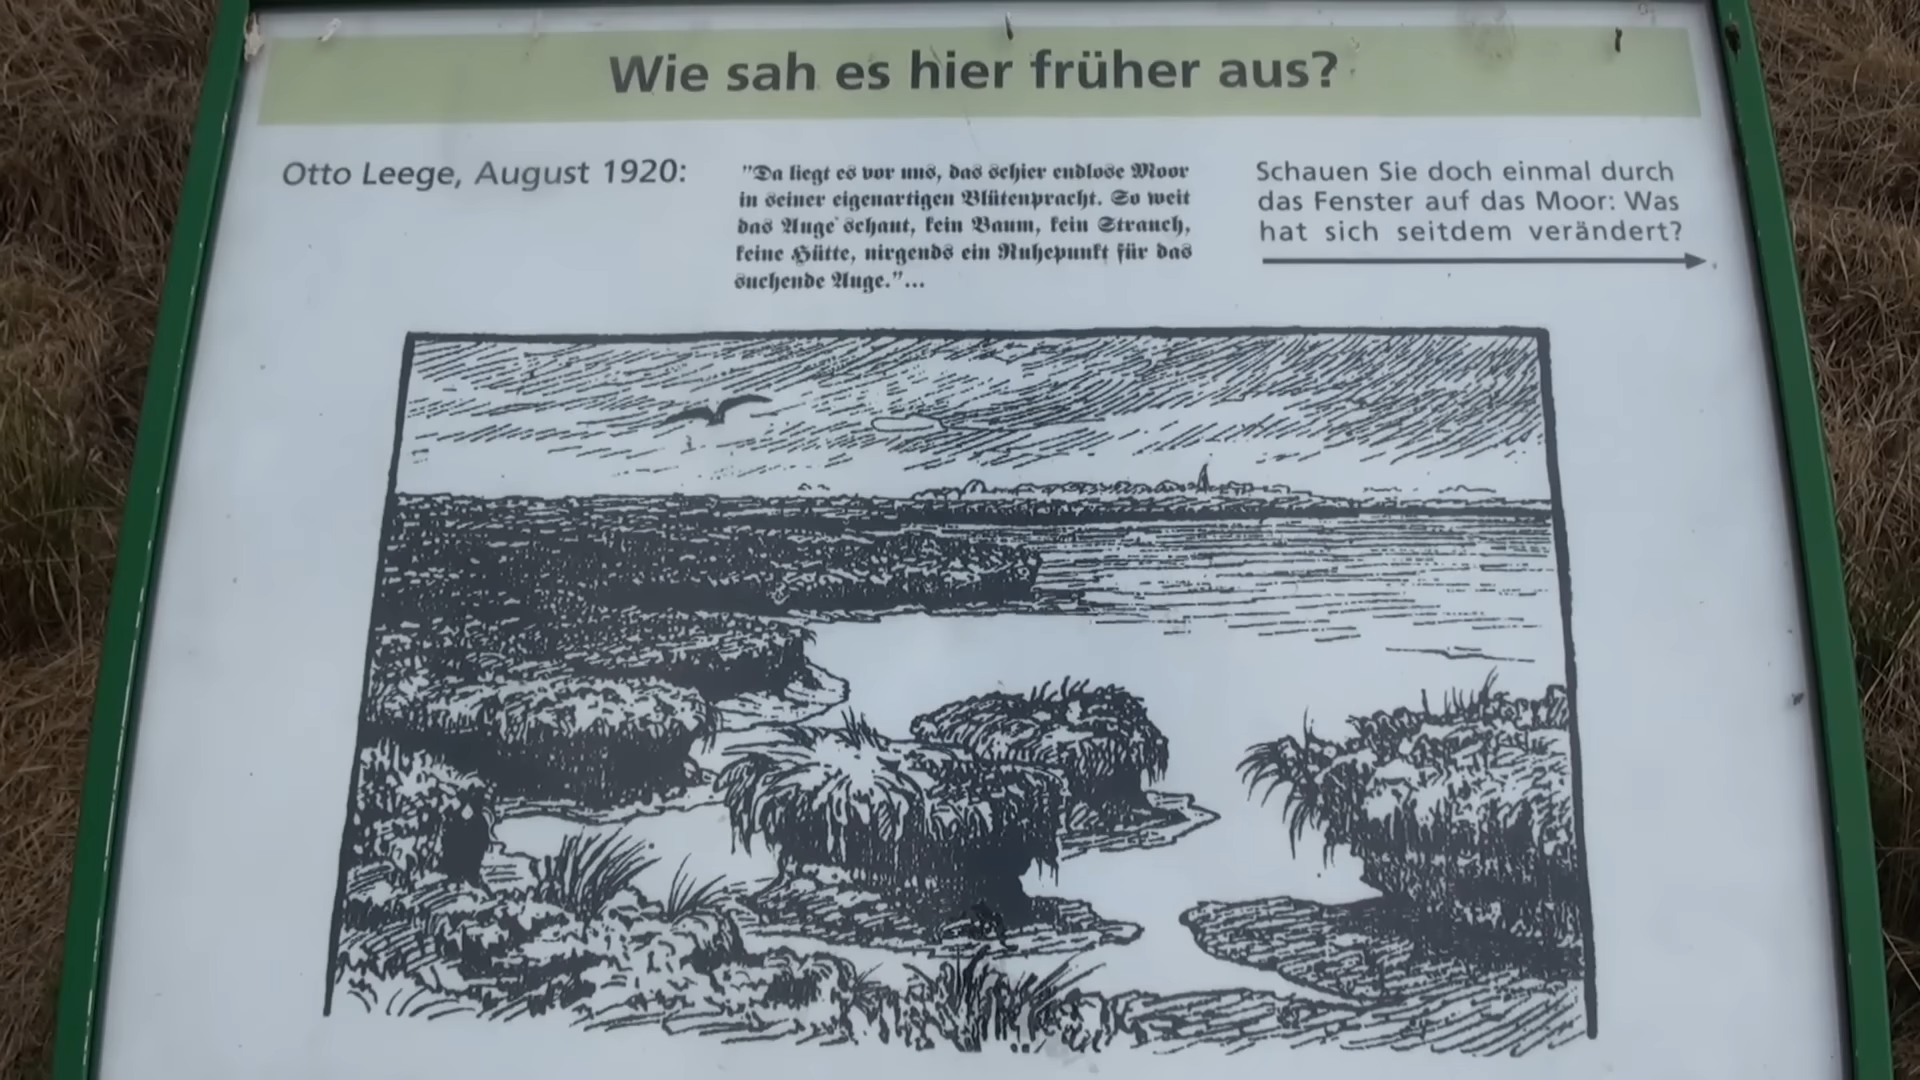 Wie sah es hier früher aus?
Otto Leege, August 1920:
"Da liegt es vor uns, das schier endlose Moor
in seiner eigenartigen Blütenpracht. So weit
das Auge schaut, kein Baum, kein Strauch,
keine Hütte, nirgends ein Ruhepunkt für das
suchende Auge."...
Schauen Sie doch einmal durch
das Fenster auf das Moor: Was
hat sich seitdem verändert?